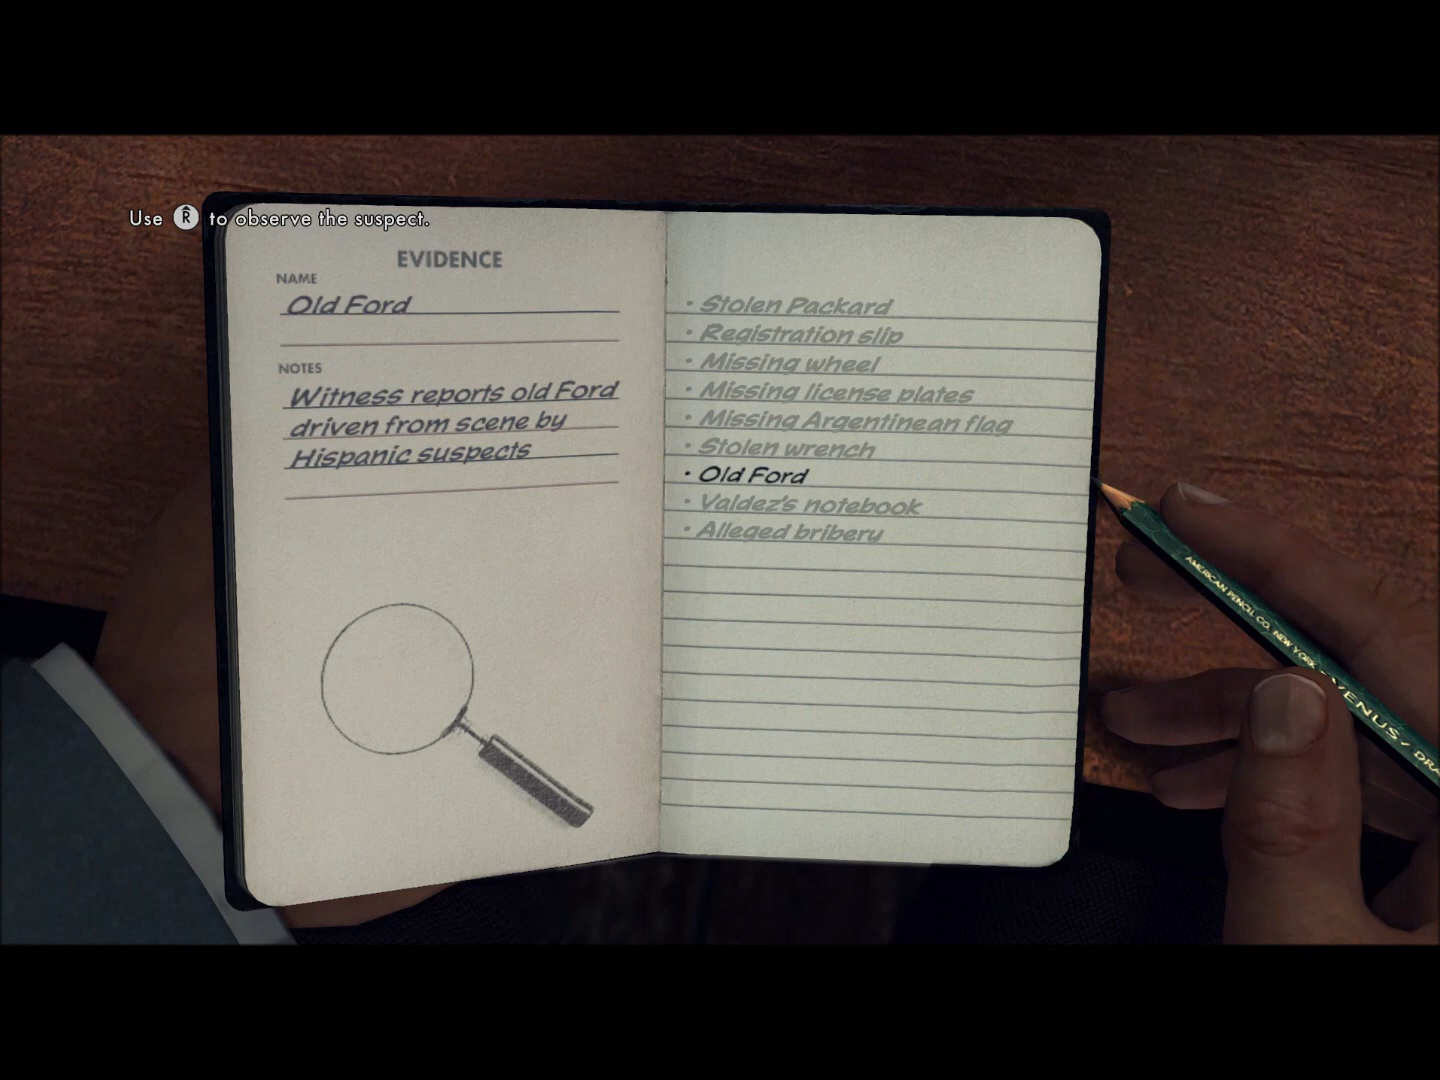 Use R to observe the suspect.
EVIDENCE
NAME
Old Ford
NOTES
Witness reports old Ford
driven from scene by
Hispanic suspects
• Stolen Packard
• Registration slip
• Missing wheel
• Missing license plates
• Missing Argentinean flag
• Stolen wrench
• Old Ford
• Valdez's notebook
• Alleged bribery
AMERICAN PENCIL CO. NEW YORK VENUS DRA